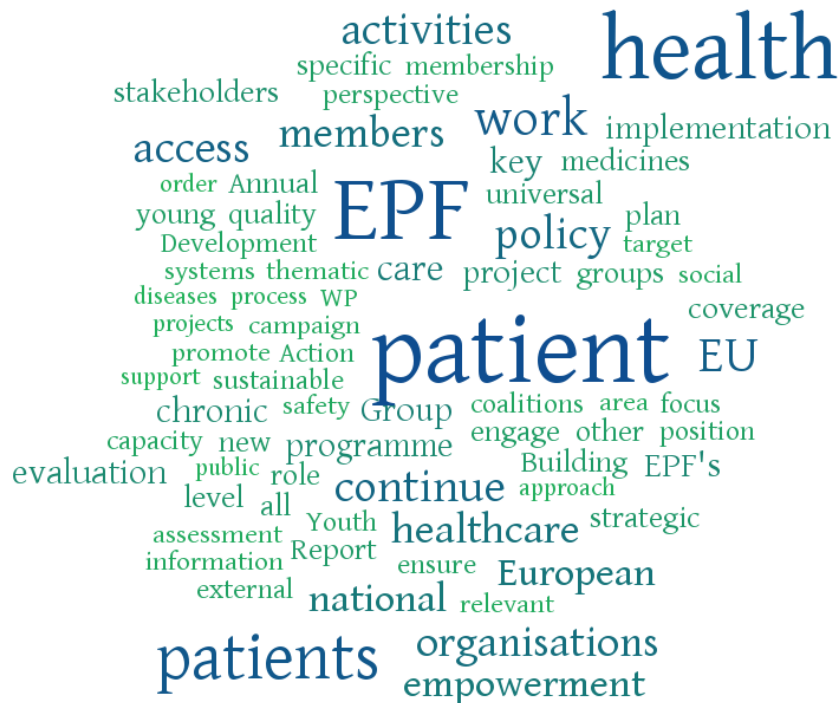 activities health
specific membership
stakeholders perspective
members work implementation
access key medicines
order Annual EPF universal
young quality policy plan
Development target
systems thematic care project groups social
diseases process WP coverage
projects campaign patient
promote Action EU
support sustainable
chronic safety Group coalitions area focus
capacity new programme engage other position
evaluation public role Building EPF's
level all continue approach
assessment Youth healthcare strategic
information Report ensure European
external national relevant
patients organisations
empowerment